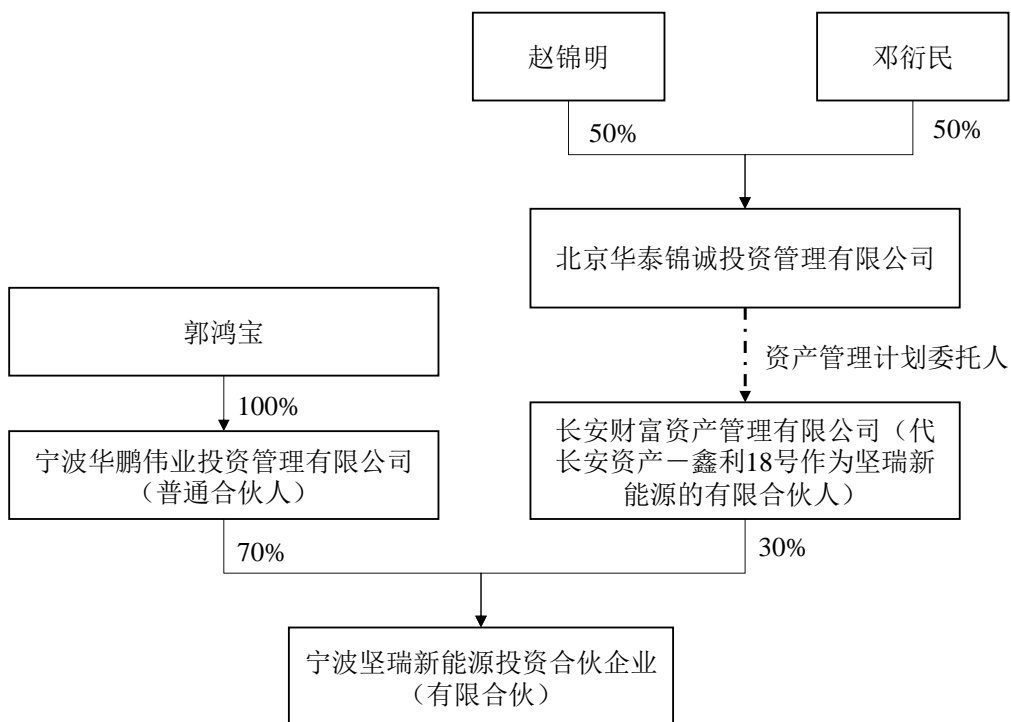 赵锦明
邓衍民
50%
50%
北京华泰锦诚投资管理有限公司
郭鸿宝
资产管理计划委托人
100%
宁波华鹏伟业投资管理有限公司
（普通合伙人）
长安财富资产管理有限公司（代
长安资产－鑫利18号作为坚瑞新
能源的有限合伙人）
70%
30%
宁波坚瑞新能源投资合伙企业
（有限合伙）